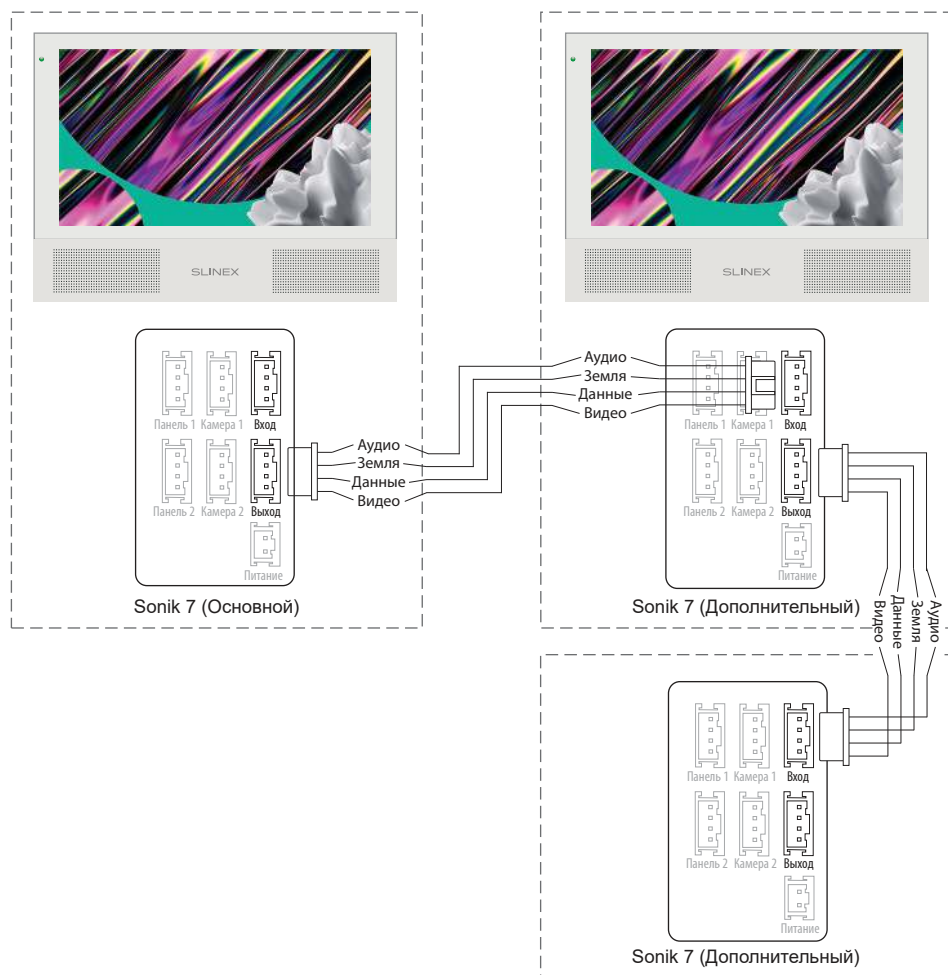 SLINEX
Панель 1 Камера 1 Вход
Панель 2 Камера 2 Выход
Питание
Sonik 7 (Основной)
Аудио
Земля
Данные
Видео
SLINEX
Аудио
Земля
Данные
Видео
Панель 1 Камера 1 Вход
Панель 2 Камера 2 Выход
Питание
Sonik 7 (Дополнительный)
Видео
Данные
Земля
Аудио
Панель 1 Камера 1 Вход
Панель 2 Камера 2 Выход
Питание
Sonik 7 (Дополнительный)